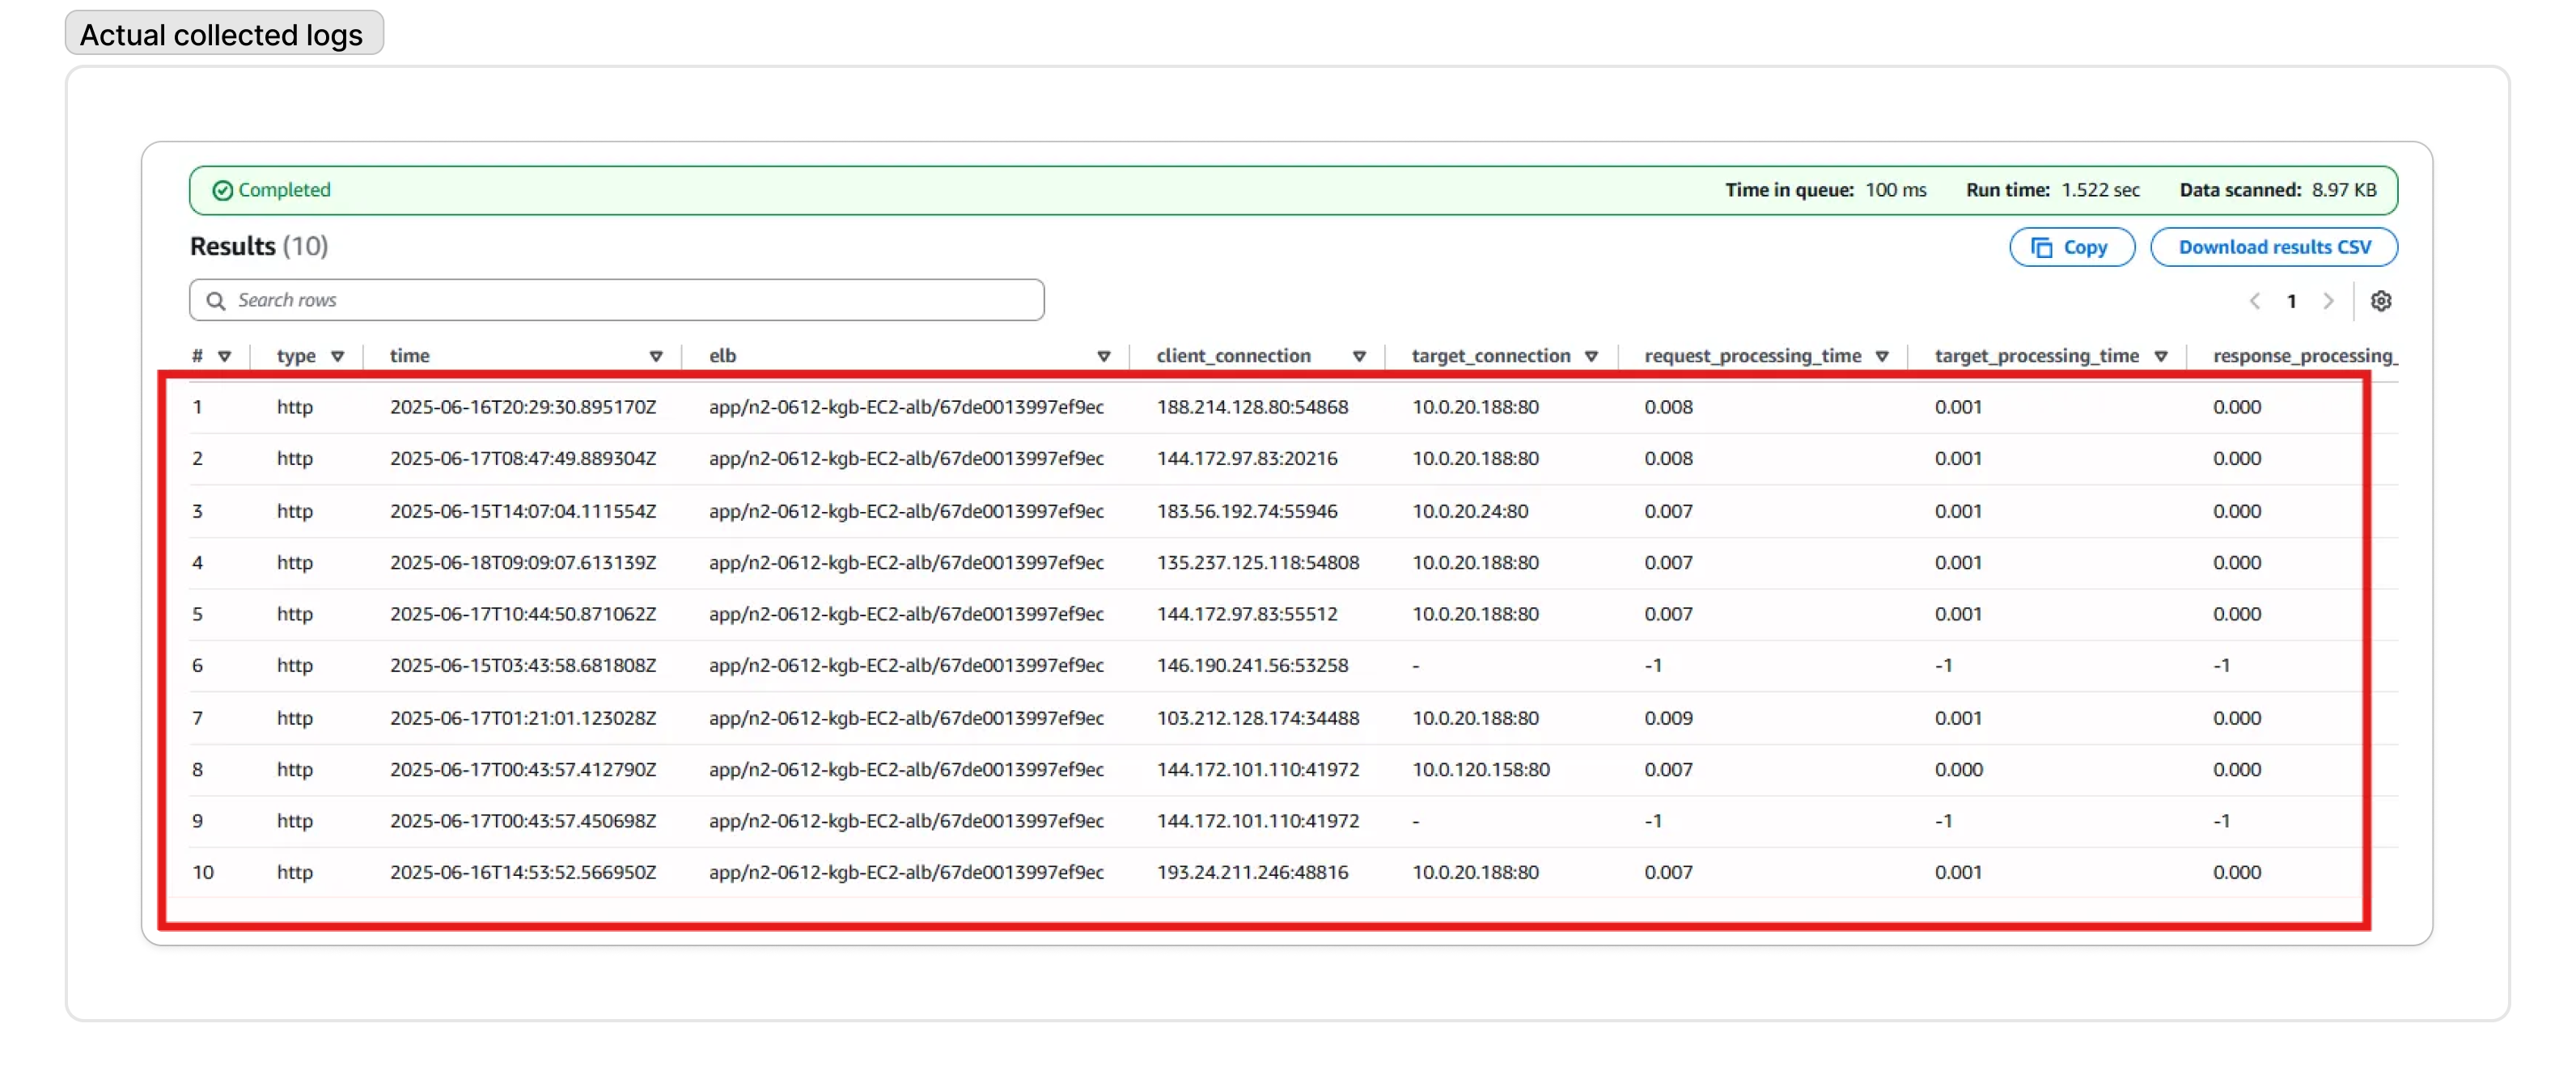 Actual collected logs
Completed Time in queue: 100 ms Run time: 1.522 sec Data scanned: 8.97 KB
Results (10) Copy Download results CSV
Search rows 1
# type time elb client_connection target_connection request_processing_time target_processing_time response_processing_
1 http 2025-06-16T20:29:30.895170Z app/n2-0612-kgb-EC2-alb/67de0013997ef9ec 188.214.128.80:54868 10.0.20.188:80 0.008 0.001 0.000
2 http 2025-06-17T08:47:49.889304Z app/n2-0612-kgb-EC2-alb/67de0013997ef9ec 144.172.97.83:20216 10.0.20.188:80 0.008 0.001 0.000
3 http 2025-06-15T14:07:04.111554Z app/n2-0612-kgb-EC2-alb/67de0013997ef9ec 183.56.192.74:55946 10.0.20.24:80 0.007 0.001 0.000
4 http 2025-06-18T09:09:07.613139Z app/n2-0612-kgb-EC2-alb/67de0013997ef9ec 135.237.125.118:54808 10.0.20.188:80 0.007 0.001 0.000
5 http 2025-06-17T10:44:50.871062Z app/n2-0612-kgb-EC2-alb/67de0013997ef9ec 144.172.97.83:55512 10.0.20.188:80 0.007 0.001 0.000
6 http 2025-06-15T03:43:58.681808Z app/n2-0612-kgb-EC2-alb/67de0013997ef9ec 146.190.241.56:53258 - -1 -1 -1
7 http 2025-06-17T01:21:01.123028Z app/n2-0612-kgb-EC2-alb/67de0013997ef9ec 103.212.128.174:34488 10.0.20.188:80 0.009 0.001 0.000
8 http 2025-06-17T00:43:57.412790Z app/n2-0612-kgb-EC2-alb/67de0013997ef9ec 144.172.101.110:41972 10.0.120.158:80 0.007 0.000 0.000
9 http 2025-06-17T00:43:57.450698Z app/n2-0612-kgb-EC2-alb/67de0013997ef9ec 144.172.101.110:41972 - -1 -1 -1
10 http 2025-06-16T14:53:52.566950Z app/n2-0612-kgb-EC2-alb/67de0013997ef9ec 193.24.211.246:48816 10.0.20.188:80 0.007 0.001 0.000